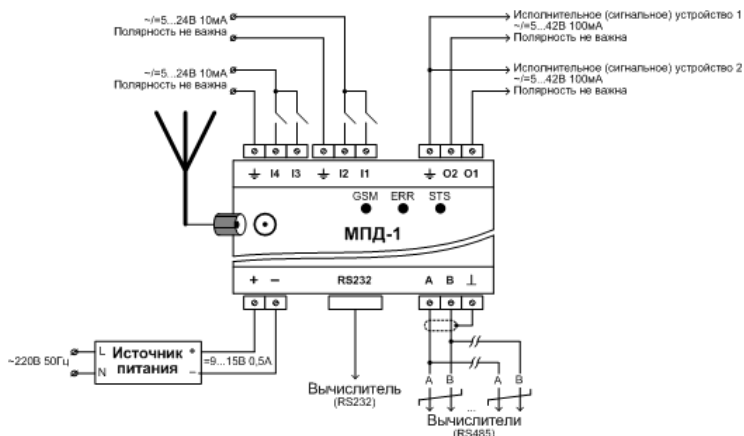 ~/=5...24В 10мА
Полярность не важна
~/=5...24В 10мА
Полярность не важна
Исполнительное (сигнальное) устройство 1
~/=5...42В 100мА
Полярность не важна
Исполнительное (сигнальное) устройство 2
~/=5...42В 100мА
Полярность не важна
I4 I3 I2 I1 O2 O1
GSM ERR STS
МПД-1
+ − RS232 A B
~220В 50Гц
L
N
Источник
питания
+
−
=9...15В 0,5А
Вычислитель
(RS232)
A B ... A B
Вычислители
(RS485)